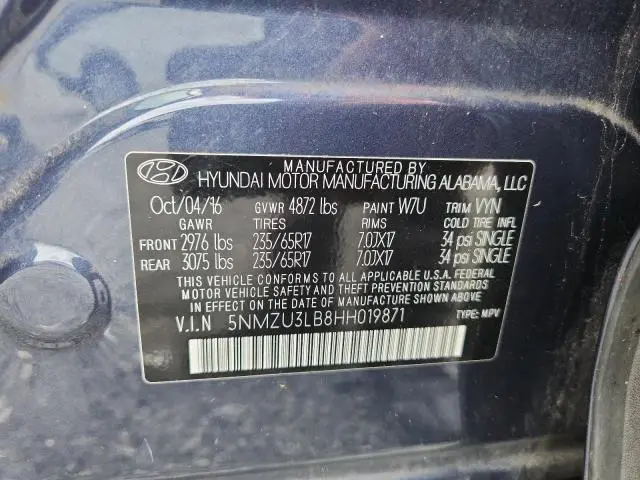 MANUFACTURED BY
HYUNDAI MOTOR MANUFACTURING ALABAMA, LLC
Oct/04/16 GVWR 4872 lbs PAINT W7U TRIM VYN
GAWR TIRES RIMS COLD TIRE INFL
FRONT 2976 lbs 235/65R17 7.0JX17 34 psi SINGLE
REAR 3075 lbs 235/65R17 7.0JX17 34 psi SINGLE
THIS VEHICLE CONFORMS TO ALL APPLICABLE U.S.A. FEDERAL
MOTOR VEHICLE SAFETY AND THEFT PREVENTION STANDARDS
IN EFFECT ON THE DATE OF MANUFACTURE SHOWN ABOVE.
V.I.N 5NMZU3LB8HH019871 TYPE: MPV